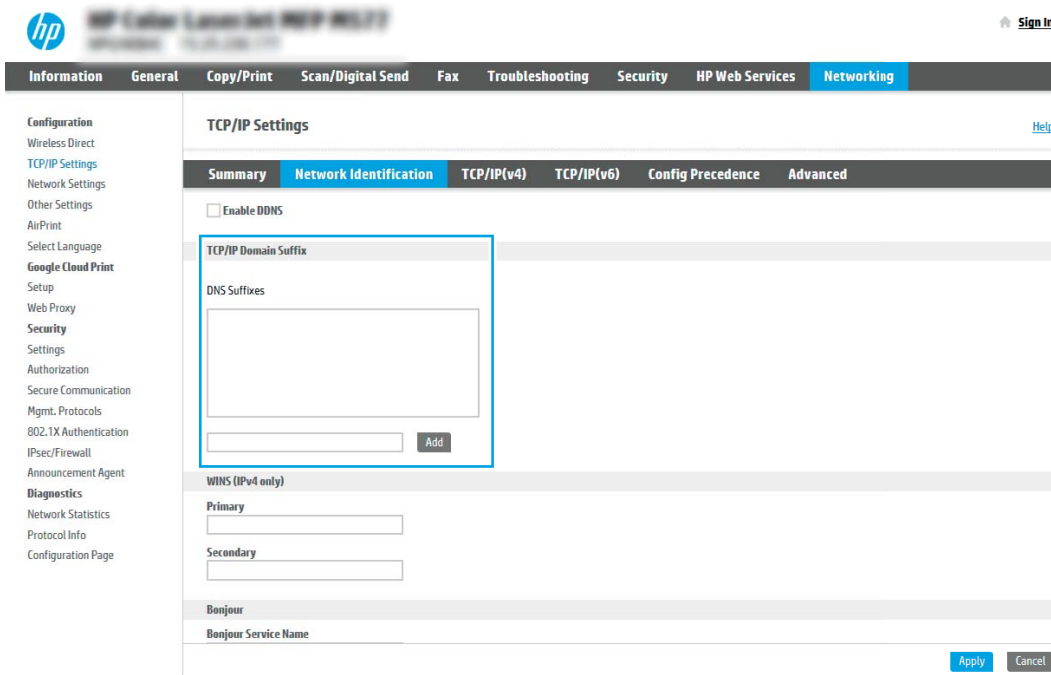 hp
Sign In
Information General Copy/Print Scan/Digital Send Fax Troubleshooting Security HP Web Services Networking
Configuration
Wireless Direct
TCP/IP Settings
Network Settings
Other Settings
AirPrint
Select Language
Google Cloud Print
Setup
Web Proxy
Security
Settings
Authorization
Secure Communication
Mgmt. Protocols
802.1X Authentication
IPsec/Firewall
Announcement Agent
Diagnostics
Network Statistics
Protocol Info
Configuration Page
TCP/IP Settings
Help
Summary Network Identification TCP/IP(v4) TCP/IP(v6) Config Precedence Advanced
Enable DDNS
TCP/IP Domain Suffix
DNS Suffixes
Add
WINS (IPv4 only)
Primary
Secondary
Bonjour
Bonjour Service Name
Apply Cancel